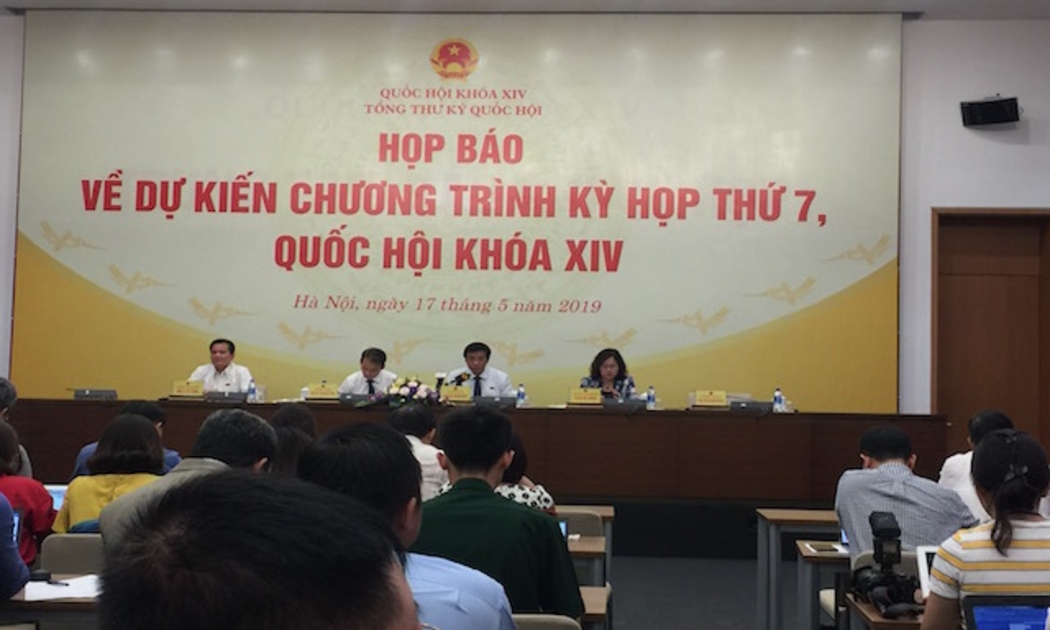 QUỐC HỘI KHÓA XIV
TỔNG THƯ KÝ QUỐC HỘI
HỌP BÁO
VỀ DỰ KIẾN CHƯƠNG TRÌNH KỲ HỌP THỨ 7,
QUỐC HỘI KHÓA XIV
Hà Nội, ngày 17 tháng 5 năm 2019